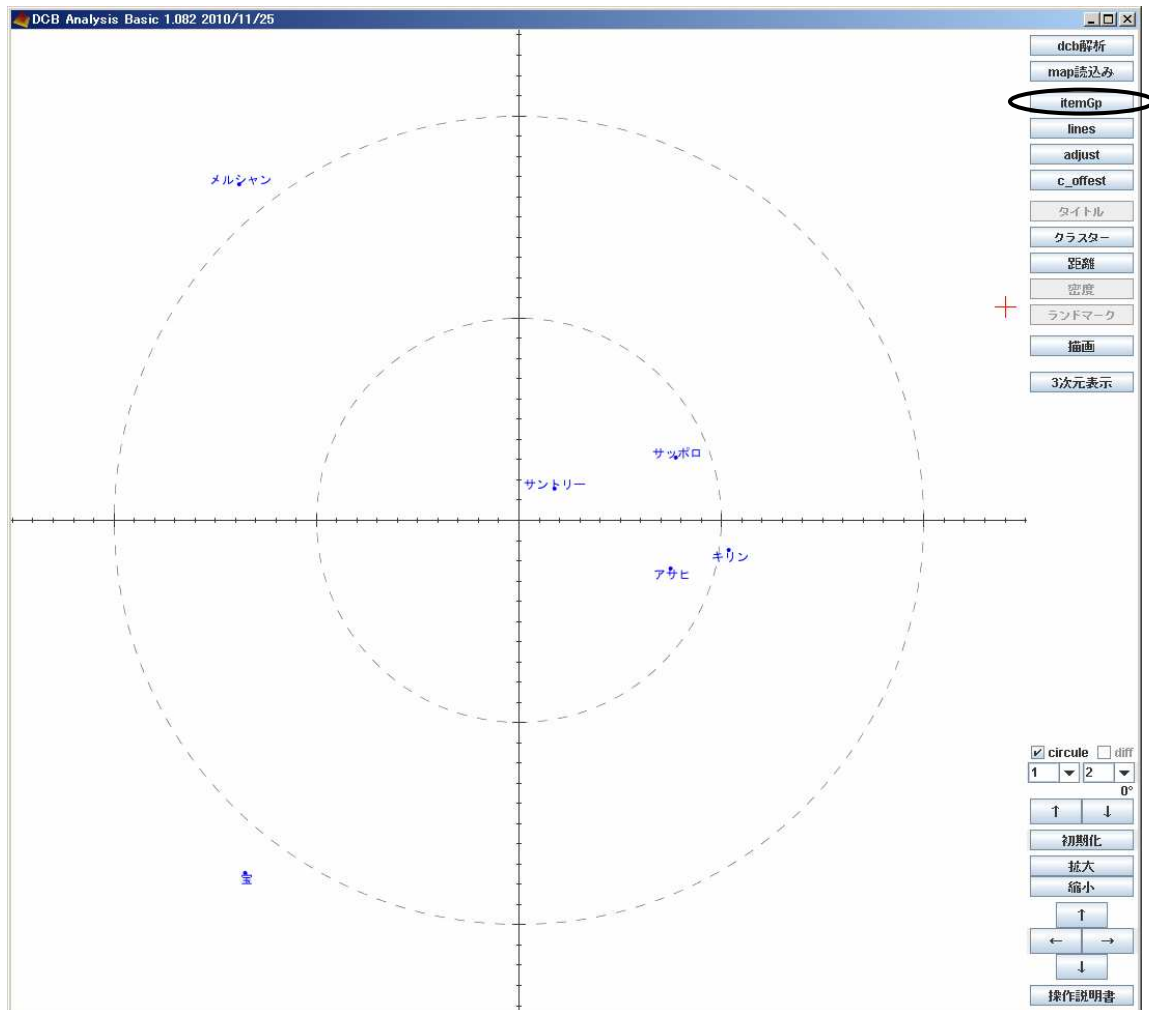 DCB Analysis Basic 1.082 2010/11/25
dcb解析
map読込み
itemGp
lines
adjust
c_offest
タイトル
クラスター
距離
密度
ランドマーク
描画
3次元表示
メルシャン
サッポロ
サントリー
キリン
アサヒ
宝
circule diff
1 2
0°
↑ ↓
初期化
拡大
縮小
↑
← →
↓
操作説明書